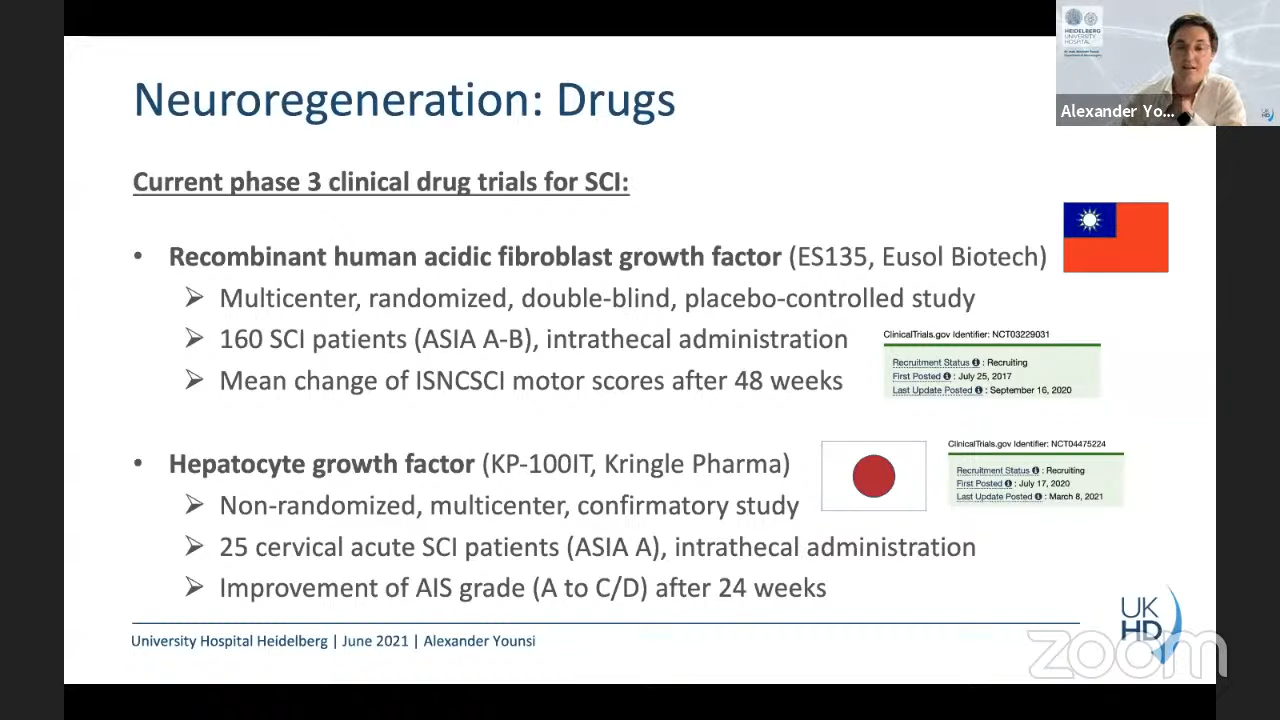 Neuroregeneration: Drugs
HEIDELBERG
UNIVERSITY
HOSPITAL
Alexander Yo...
Current phase 3 clinical drug trials for SCI:
• Recombinant human acidic fibroblast growth factor (ES135, Eusol Biotech)
➢ Multicenter, randomized, double-blind, placebo-controlled study
➢ 160 SCI patients (ASIA A-B), intrathecal administration
➢ Mean change of ISNCSCI motor scores after 48 weeks
ClinicalTrials.gov Identifier: NCT03229031
Recruitment Status : Recruiting
First Posted : July 25, 2017
Last Update Posted : September 16, 2020
• Hepatocyte growth factor (KP-100IT, Kringle Pharma)
➢ Non-randomized, multicenter, confirmatory study
➢ 25 cervical acute SCI patients (ASIA A), intrathecal administration
➢ Improvement of AIS grade (A to C/D) after 24 weeks
ClinicalTrials.gov Identifier: NCT04475224
Recruitment Status : Recruiting
First Posted : July 17, 2020
Last Update Posted : March 8, 2021
University Hospital Heidelberg | June 2021 | Alexander Younsi
UK
HD
zoom